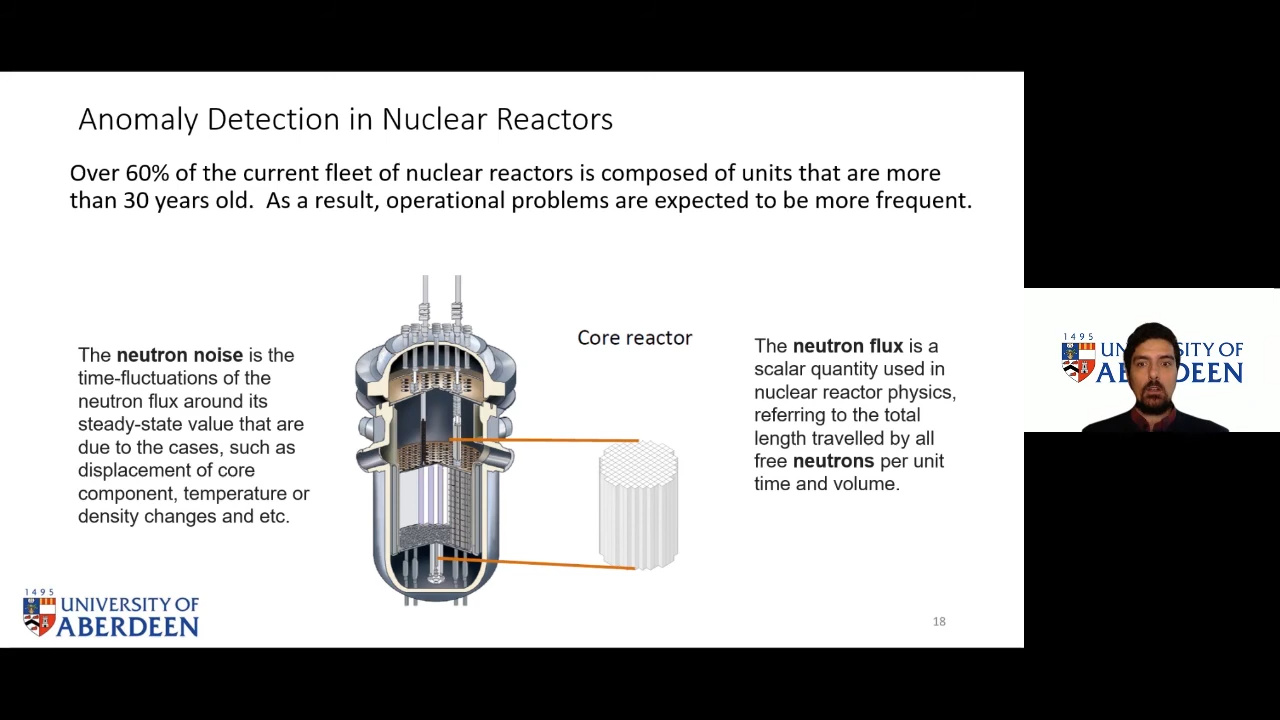 Anomaly Detection in Nuclear Reactors
Over 60% of the current fleet of nuclear reactors is composed of units that are more
than 30 years old.  As a result, operational problems are expected to be more frequent.
The neutron noise is the
time-fluctuations of the
neutron flux around its
steady-state value that are
due to the cases, such as
displacement of core
component, temperature or
density changes and etc.
Core reactor
The neutron flux is a
scalar quantity used in
nuclear reactor physics,
referring to the total
length travelled by all
free neutrons per unit
time and volume.
1495
UNIVERSITY OF
ABERDEEN
18
1495
UNIVERSITY OF
ABERDEEN